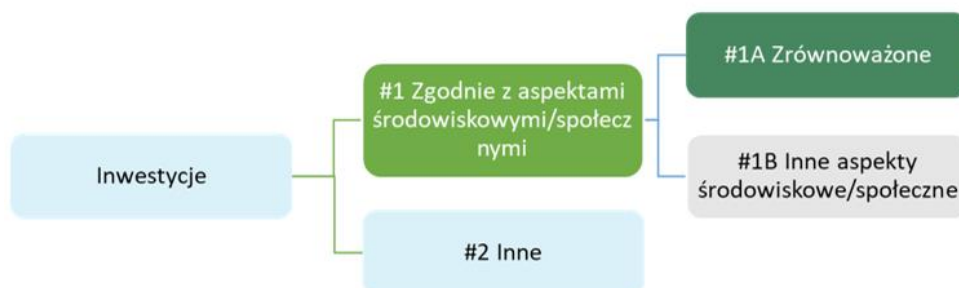 #1A Zrównoważone
#1 Zgodnie z aspektami
środowiskowymi/społecz
nymi
#1B Inne aspekty
środowiskowe/społeczne
Inwestycje
#2 Inne